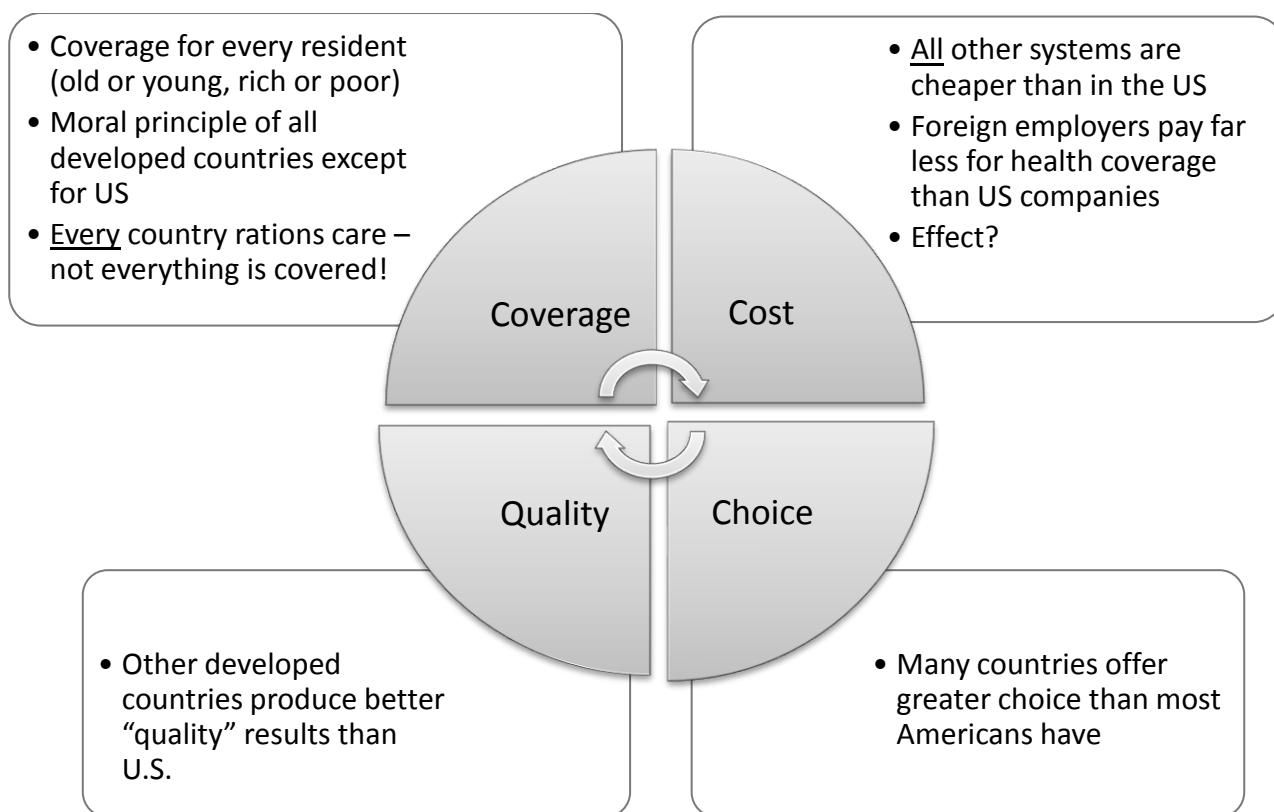 • Coverage for every resident
(old or young, rich or poor)
• Moral principle of all
developed countries except
for US
• Every country rations care –
not everything is covered!
• All other systems are
cheaper than in the US
• Foreign employers pay far
less for health coverage
than US companies
• Effect?
Coverage
Cost
Quality
Choice
• Other developed
countries produce better
“quality” results than
U.S.
• Many countries offer
greater choice than most
Americans have